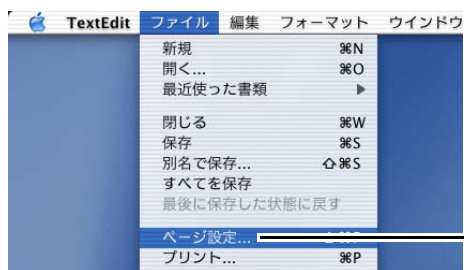 TextEdit ファイル 編集 フォーマット ウインドウ
新規 ⌘N
開く... ⌘O
最近使った書類 ▶
閉じる ⌘W
保存 ⌘S
別名で保存... ⇧⌘S
すべてを保存
最後に保存した状態に戻す
ページ設定...
プリント... ⌘P